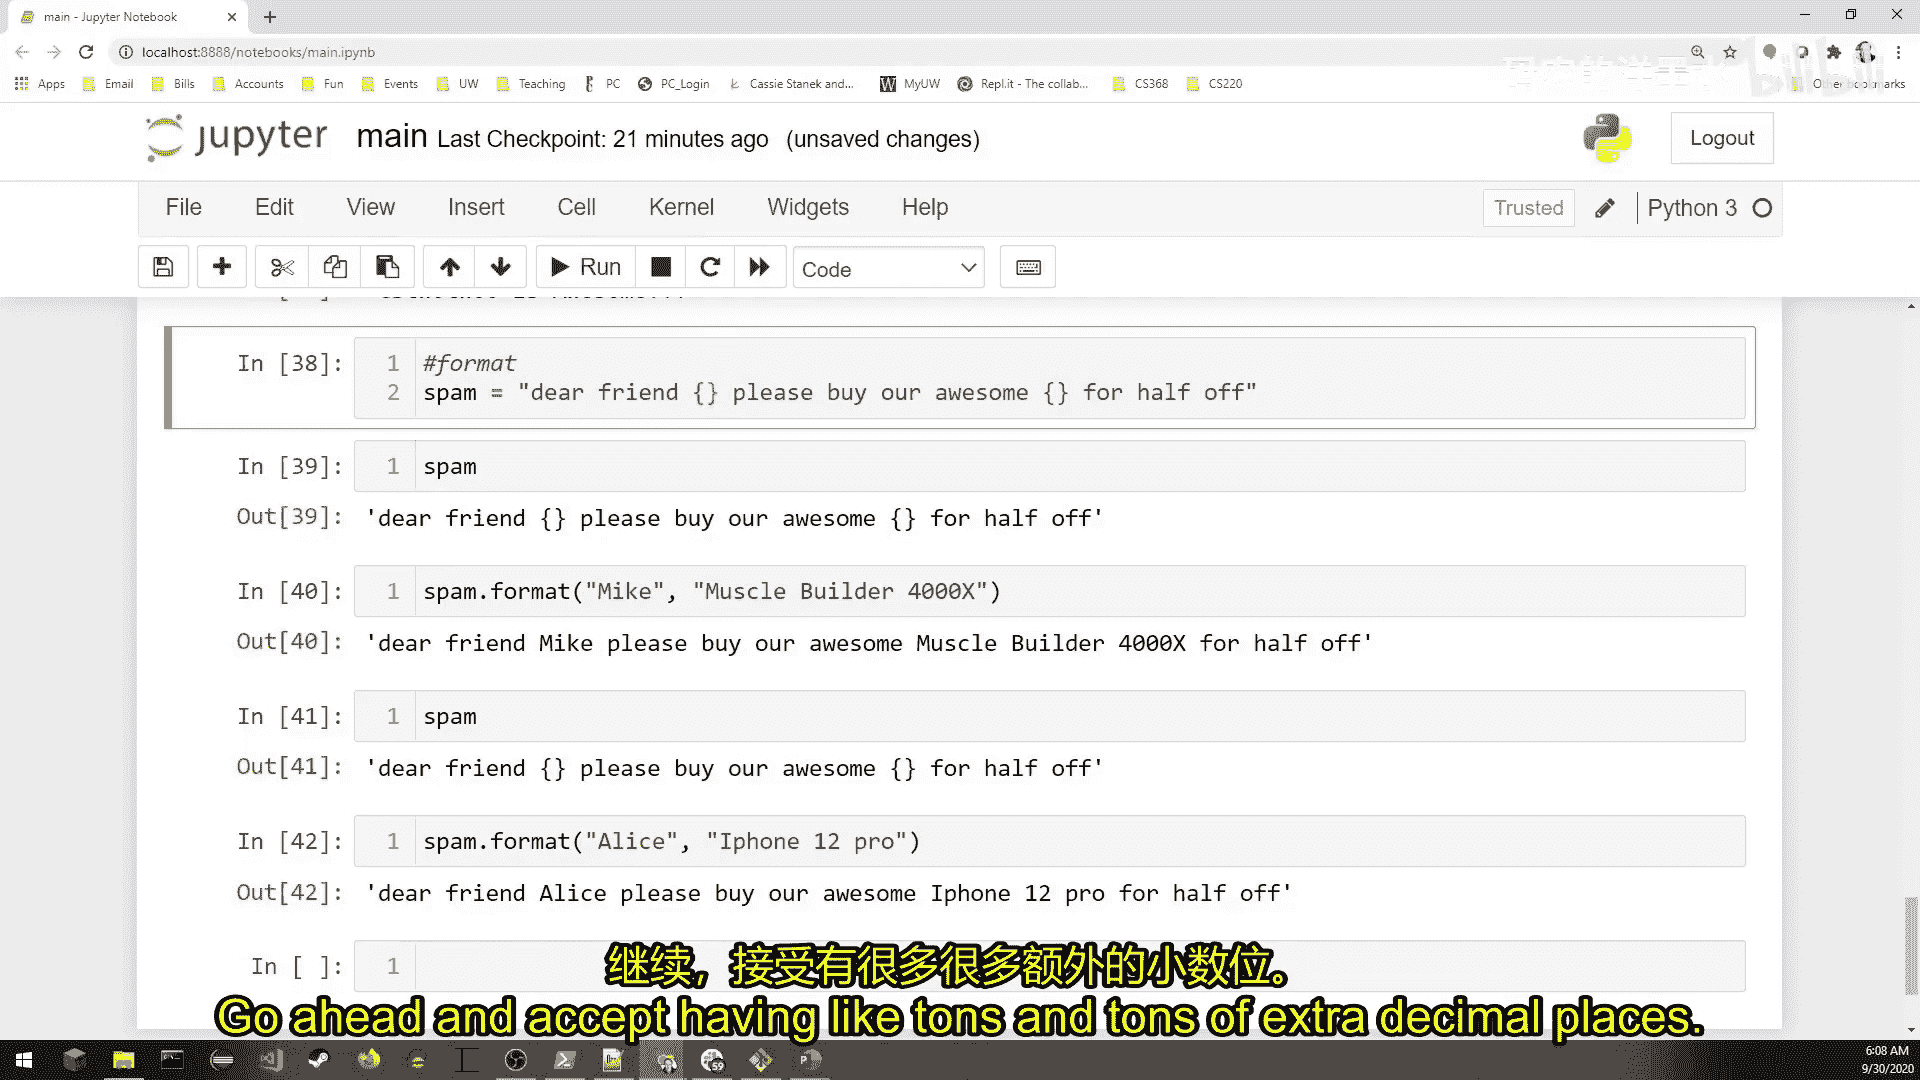 main - Jupyter Notebook
localhost:8888/notebooks/main.ipynb
Apps Email Bills Accounts Fun Events UW Teaching PC PC_Login Cassie Stanek and... MyUW Repl.it - The collab... CS368 CS220 Other bookmarks
jupyter main Last Checkpoint: 21 minutes ago (unsaved changes) Logout
File Edit View Insert Cell Kernel Widgets Help Trusted Python 3
Run Code
In [38]: 1 #format
2 spam = "dear friend {} please buy our awesome {} for half off"
In [39]: 1 spam
Out[39]: 'dear friend {} please buy our awesome {} for half off'
In [40]: 1 spam.format("Mike", "Muscle Builder 4000X")
Out[40]: 'dear friend Mike please buy our awesome Muscle Builder 4000X for half off'
In [41]: 1 spam
Out[41]: 'dear friend {} please buy our awesome {} for half off'
In [42]: 1 spam.format("Alice", "Iphone 12 pro")
Out[42]: 'dear friend Alice please buy our awesome Iphone 12 pro for half off'
In [ ]: 1
继续，接受有很多很多额外的小数位。
Go ahead and accept having like tons and tons of extra decimal places.
6:08 AM
9/30/2020